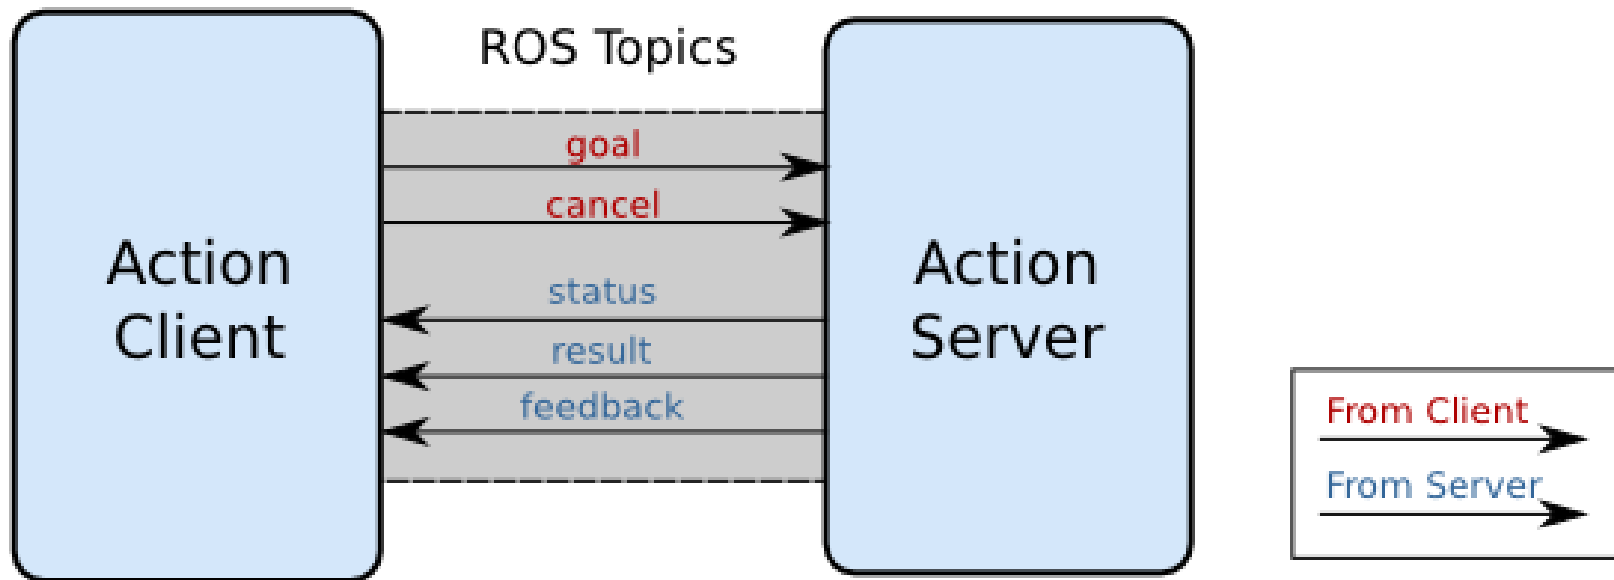 ROS Topics
goal
cancel
status
result
feedback
Action
Client
Action
Server
From Client
From Server